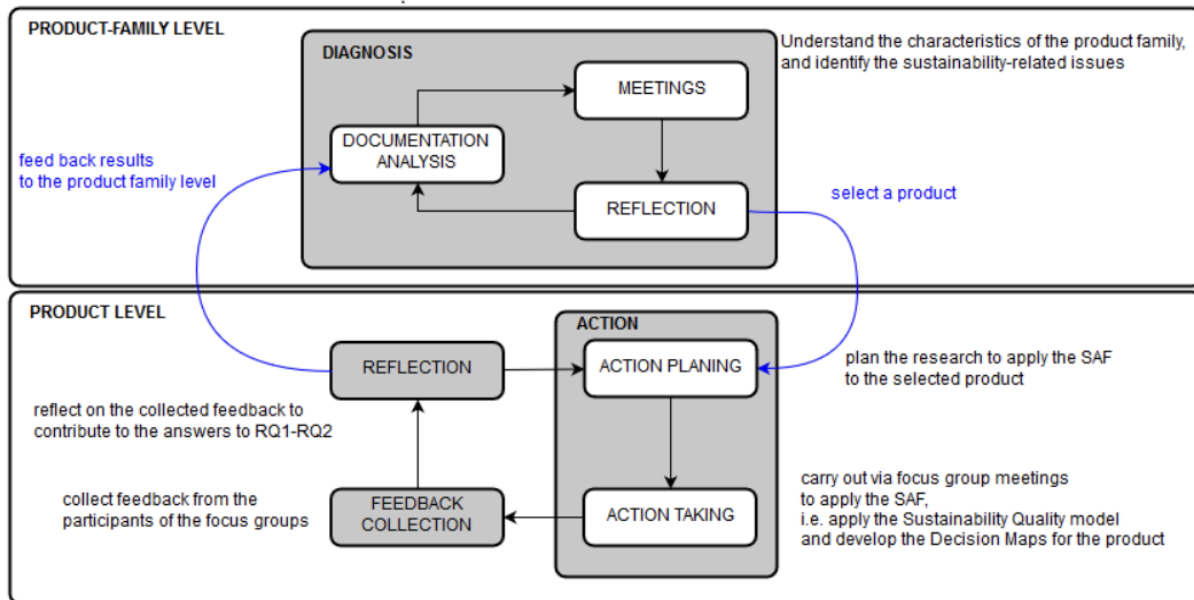 PRODUCT-FAMILY LEVEL
DIAGNOSIS
Understand the characteristics of the product family,
and identify the sustainability-related issues
MEETINGS
DOCUMENTATION
ANALYSIS
feed back results
to the product family level
REFLECTION
select a product
PRODUCT LEVEL
ACTION
REFLECTION
ACTION PLANING
plan the research to apply the SAF
to the selected product
reflect on the collected feedback to
contribute to the answers to RQ1-RQ2
collect feedback from the
participants of the focus groups
FEEDBACK
COLLECTION
ACTION TAKING
carry out via focus group meetings
to apply the SAF,
i.e. apply the Sustainability Quality model
and develop the Decision Maps for the product